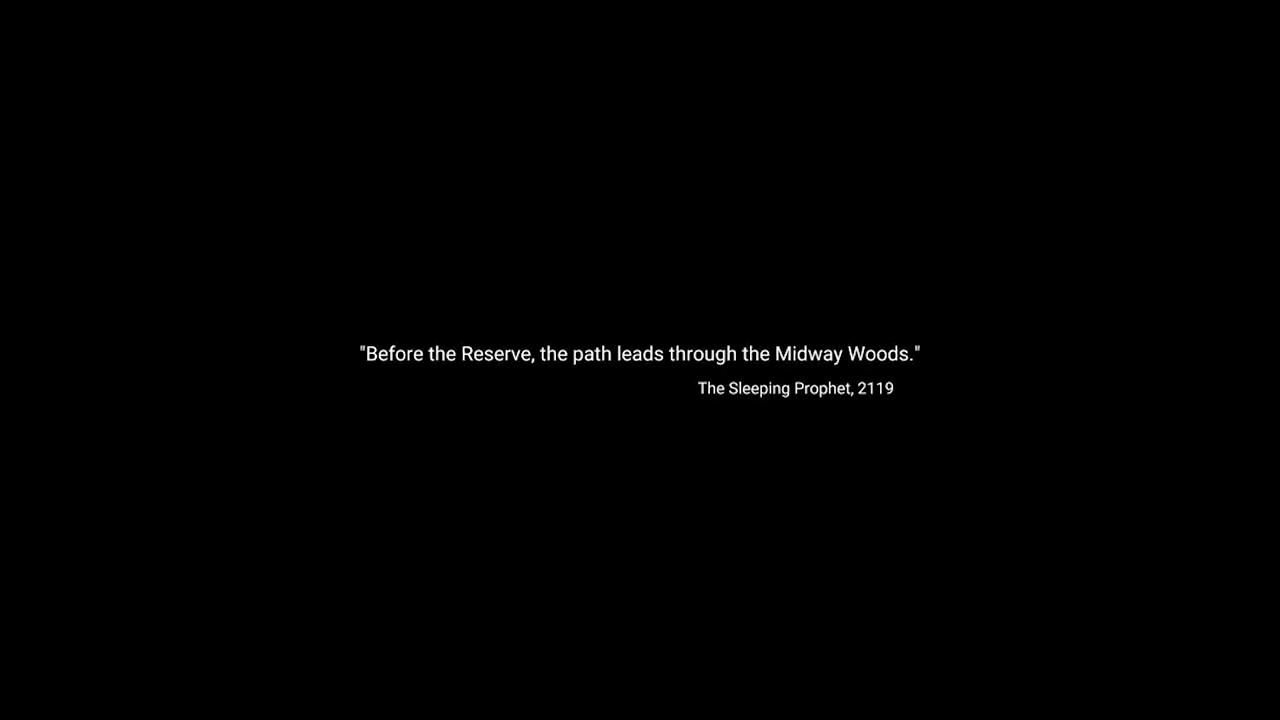 "Before the Reserve, the path leads through the Midway Woods."
The Sleeping Prophet, 2119